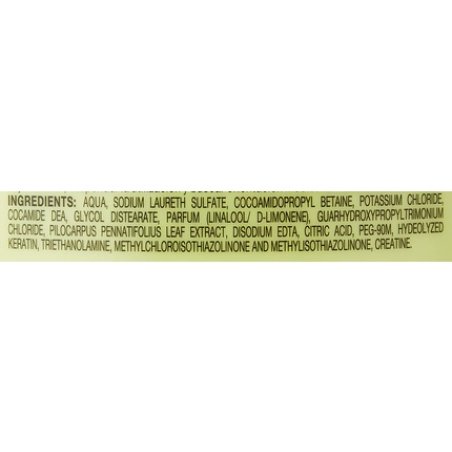 INGREDIENTS: AQUA, SODIUM LAURETH SULFATE, COCOAMIDOPROPYL BETAINE, POTASSIUM CHLORIDE,
COCAMIDE DEA, GLYCOL DISTEARATE, PARFUM (LINALOOL/ D-LIMONENE), GUARHYDROXYPROPYLTRIMONIUM
CHLORIDE, PILOCARPUS PENNATIFOLIUS LEAF EXTRACT, DISODIUM EDTA, CITRIC ACID, PEG-90M, HYDEOLYZED
KERATIN, TRIETHANOLAMINE, METHYLCHLOROISOTHIAZOLINONE AND METHYLISOTHIAZOLINONE, CREATINE.